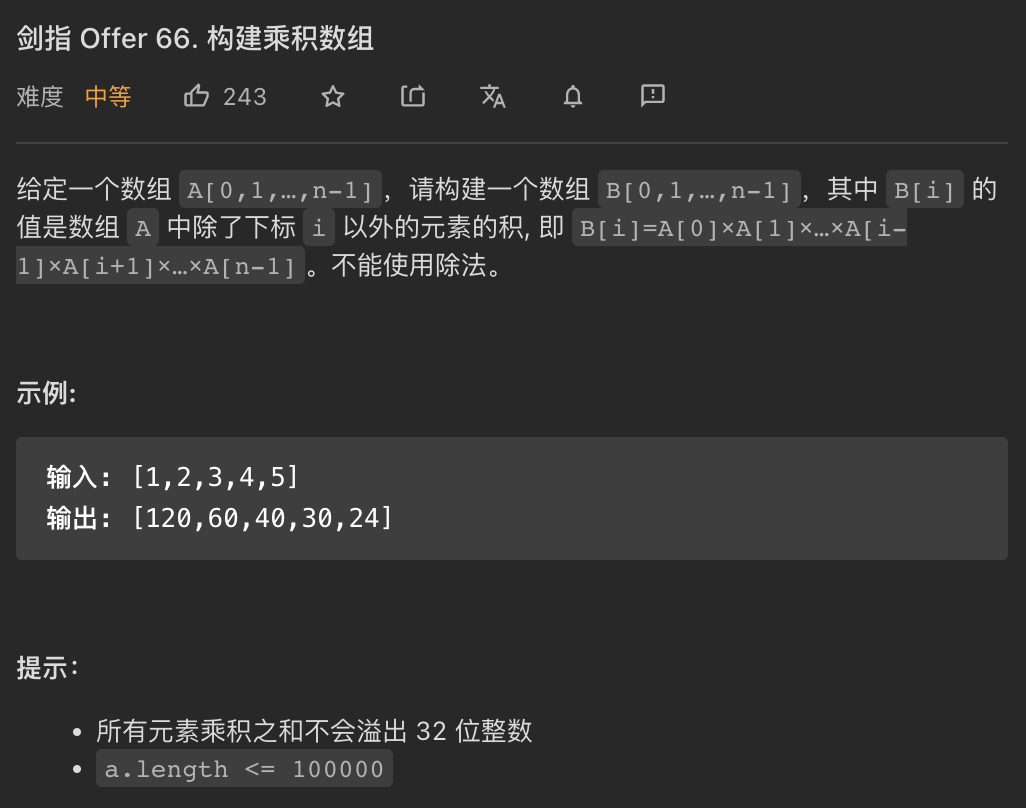 剑指 Offer 66. 构建乘积数组
难度 中等 243
给定一个数组 A[0,1,…,n-1]，请构建一个数组 B[0,1,…,n-1]，其中 B[i] 的
值是数组 A 中除了下标 i 以外的元素的积, 即 B[i]=A[0]×A[1]×…×A[i-
1]×A[i+1]×…×A[n-1]。不能使用除法。
示例:
输入: [1,2,3,4,5]
输出: [120,60,40,30,24]
提示：
所有元素乘积之和不会溢出 32 位整数
a.length <= 100000